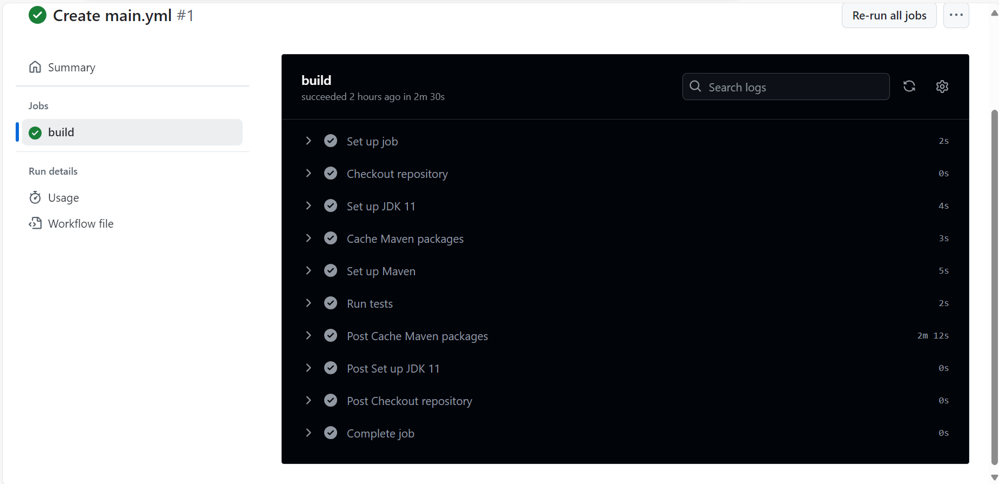 Create main.yml #1
Re-run all jobs
Summary
Jobs
build
Run details
Usage
Workflow file
build
succeeded 2 hours ago in 2m 30s
Search logs
Set up job 2s
Checkout repository 0s
Set up JDK 11 4s
Cache Maven packages 3s
Set up Maven 5s
Run tests 2s
Post Cache Maven packages 2m 12s
Post Set up JDK 11 0s
Post Checkout repository 0s
Complete job 0s